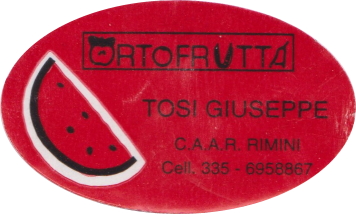 ORTOFRUTTA
TOSI GIUSEPPE
C.A.A.R. RIMINI
Cell. 335 - 6958867